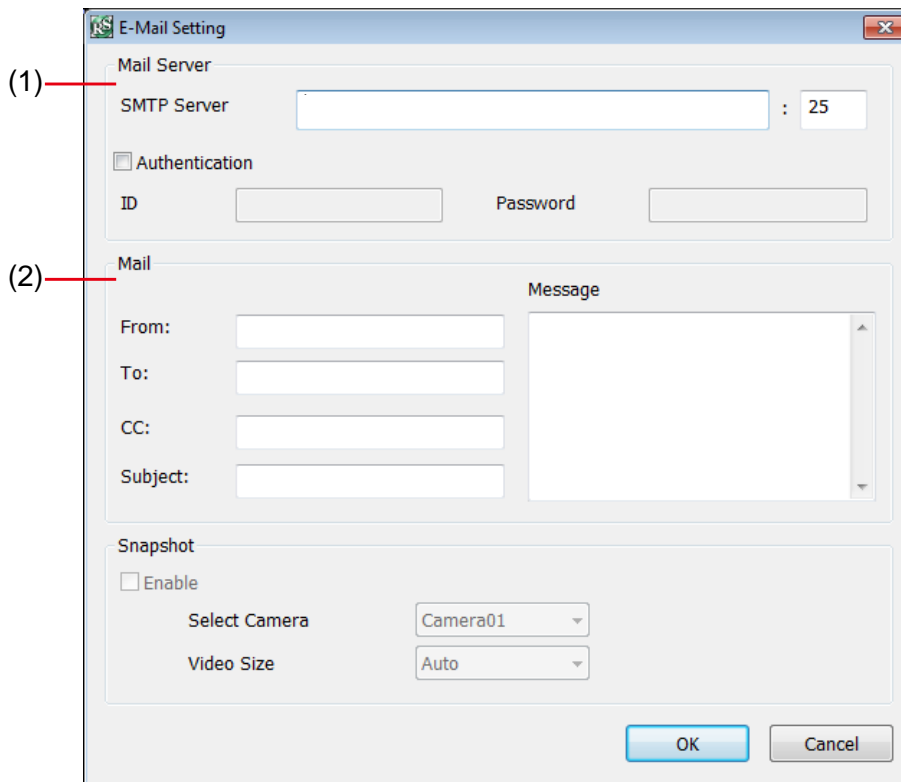 RS E-Mail Setting
(1)
Mail Server
SMTP Server : 25
Authentication
ID Password
(2)
Mail
Message
From:
To:
CC:
Subject:
Snapshot
Enable
Select Camera Camera01
Video Size Auto
OK Cancel